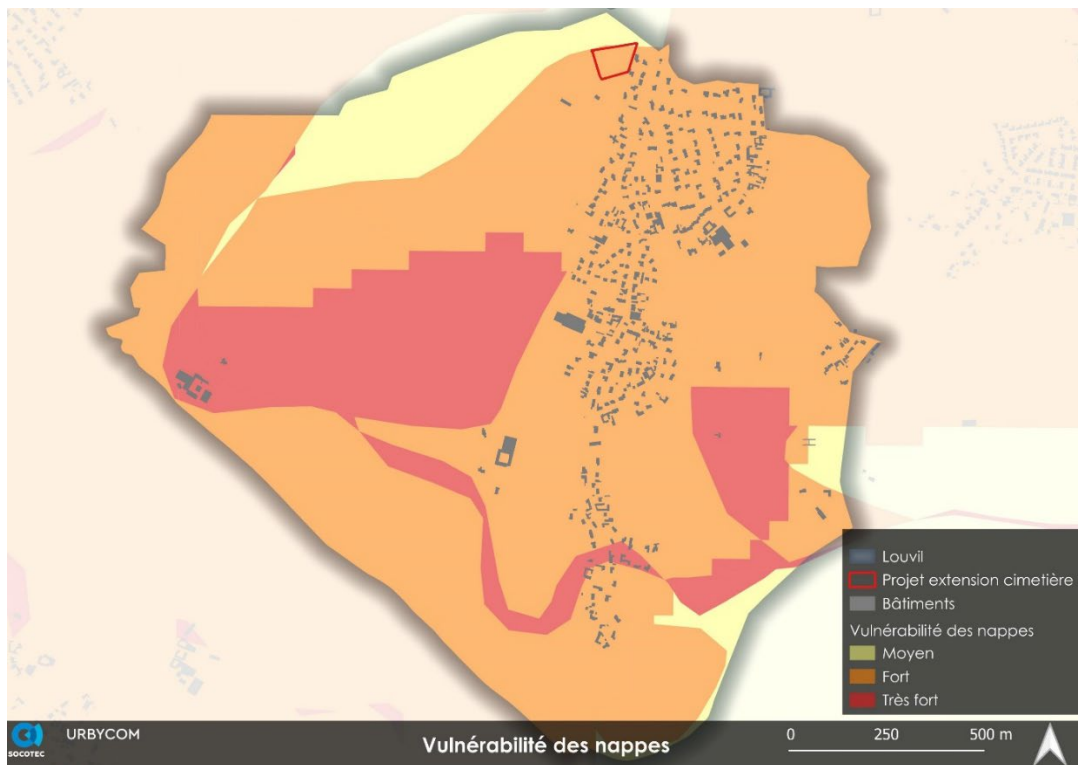 Louvil
Projet extension cimetière
Bâtiments
Vulnérabilité des nappes
Moyen
Fort
Très fort
SOCOTEC
URBYCOM
Vulnérabilité des nappes
0 250 500 m